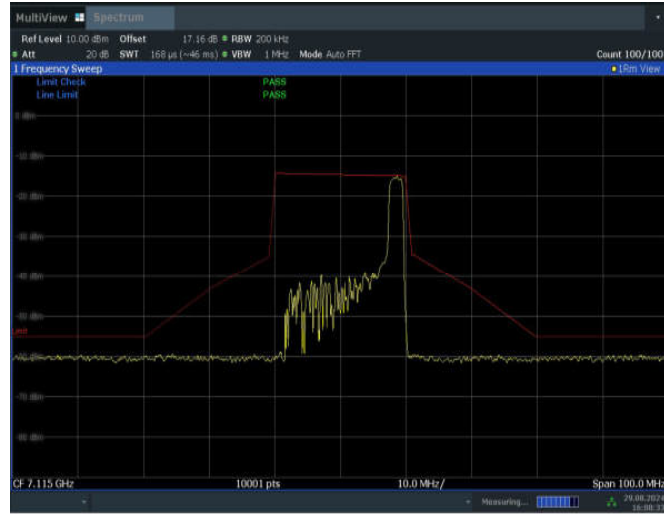 MultiView Spectrum
Ref Level 10.00 dBm Offset 17.16 dB RBW 200 kHz
Att 20 dB SWT 168 µs (~46 ms) VBW 1 MHz Mode Auto FFT Count 100/100
1 Frequency Sweep 1Rm View
Limit Check PASS
Line Limit PASS
0 dBm
-10 dBm
-20 dBm
-30 dBm
-40 dBm
-50 dBm
-60 dBm
-70 dBm
-80 dBm
CF 7.115 GHz 10001 pts 10.0 MHz/ Span 100.0 MHz
Measuring... 29.08.2024